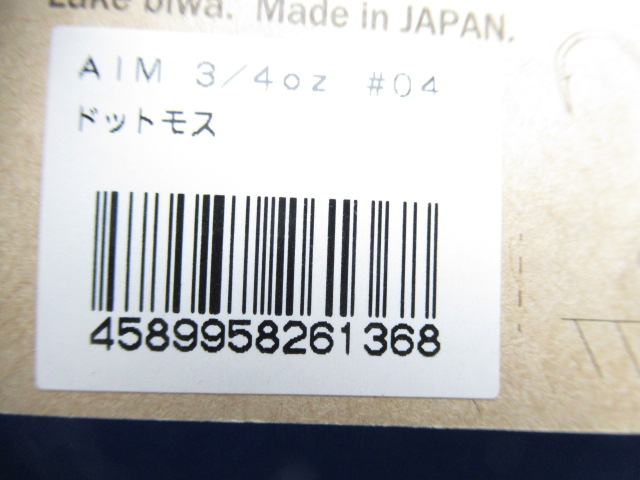 Lake biwa. Made in JAPAN.
AIM 3/4oz #04
ドットモス
4589958261368